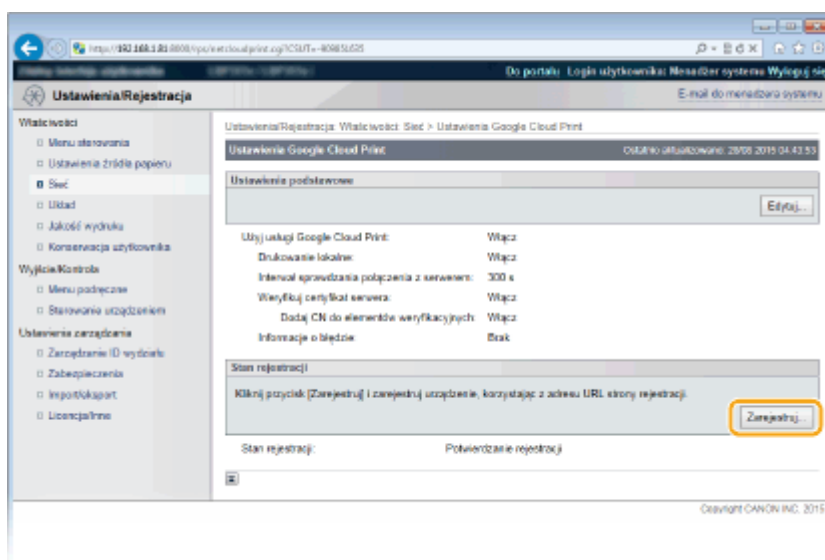 Do portalu Login użytkownika: Menedżer systemu Wyloguj się
Ustawienia/Rejestracja
E-mail do menedżera systemu
Właściwości
Menu sterowania
Ustawienia źródła papieru
Sieć
Układ
Jakość wydruku
Konserwacja użytkownika
Wyjście/Kontrola
Menu podręczne
Sterowanie urządzeniem
Ustawienia zarządzania
Zarządzanie ID wydziału
Zabezpieczenia
Import/eksport
Licencja/Inne
Ustawienia/Rejestracja: Właściwości: Sieć > Ustawienia Google Cloud Print
Ustawienia Google Cloud Print
Ostatnio aktualizowano: 28/08 2015 04:43:53
Ustawienia podstawowe
Edytuj...
Użyj usługi Google Cloud Print: Włącz
Drukowanie lokalne: Włącz
Interwał sprawdzania połączenia z serwerem: 300 s
Weryfikuj certyfikat serwera: Włącz
Dodaj CN do elementów weryfikacyjnych: Włącz
Informacje o błędzie: Brak
Stan rejestracji
Kliknij przycisk [Zarejestruj] i zarejestruj urządzenie, korzystając z adresu URL strony rejestracji.
Zarejestruj...
Stan rejestracji: Potwierdzanie rejestracji
Copyright CANON INC. 2015